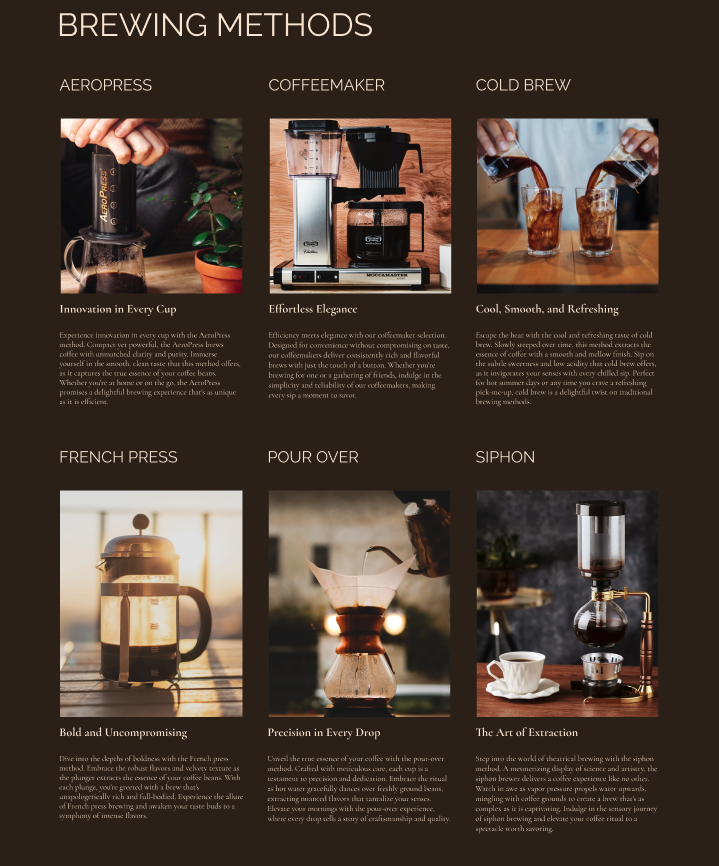 BREWING METHODS
AEROPRESS
COFFEEMAKER
COLD BREW
AEROPRESS
MOCCAMASTER
Innovation in Every Cup
Experience innovation in every cup with the AeroPress
method. Compact yet powerful, the AeroPress brews
coffee with unmatched clarity and purity. Immerse
yourself in the smooth, clean taste that this method offers,
as it captures the true essence of your coffee beans.
Whether you're at home or on the go, the AeroPress
promises a delightful brewing experience that's as unique
as it is efficient.
Effortless Elegance
Efficiency meets elegance with our coffeemaker selection.
Designed for convenience without compromising on taste,
our coffeemakers deliver consistently rich and flavorful
brews with just the touch of a button. Whether you're
brewing for one or a gathering of friends, indulge in the
simplicity and reliability of our coffeemakers, making
every sip a moment to savor.
Cool, Smooth, and Refreshing
Escape the heat with the cool and refreshing taste of cold
brew. Slowly steeped over time, this method extracts the
essence of coffee with a smooth and mellow finish. Sip on
the subtle sweetness and low acidity that cold brew offers,
as it invigorates your senses with every chilled sip. Perfect
for hot summer days or any time you crave a refreshing
pick-me-up, cold brew is a delightful twist on traditional
brewing methods.
FRENCH PRESS
POUR OVER
SIPHON
Bold and Uncompromising
Dive into the depths of boldness with the French press
method. Embrace the robust flavors and velvety texture as
the plunger extracts the essence of your coffee beans. With
each plunge, you're greeted with a brew that's
unapologetically rich and full-bodied. Experience the allure
of French press brewing and awaken your taste buds to a
symphony of intense flavors.
Precision in Every Drop
Unveil the true essence of your coffee with the pour-over
method. Crafted with meticulous care, each cup is a
testament to precision and dedication. Embrace the ritual
as hot water gracefully dances over freshly ground beans,
extracting nuanced flavors that tantalize your senses.
Elevate your mornings with the pour-over experience,
where every drop tells a story of craftsmanship and quality.
The Art of Extraction
Step into the world of theatrical brewing with the siphon
method. A mesmerizing display of science and artistry, the
siphon brewer delivers a coffee experience like no other.
Watch in awe as vapor pressure propels water upwards,
mingling with coffee grounds to create a brew that's as
complex as it is captivating. Indulge in the sensory journey
of siphon brewing and elevate your coffee ritual to a
spectacle worth savoring.